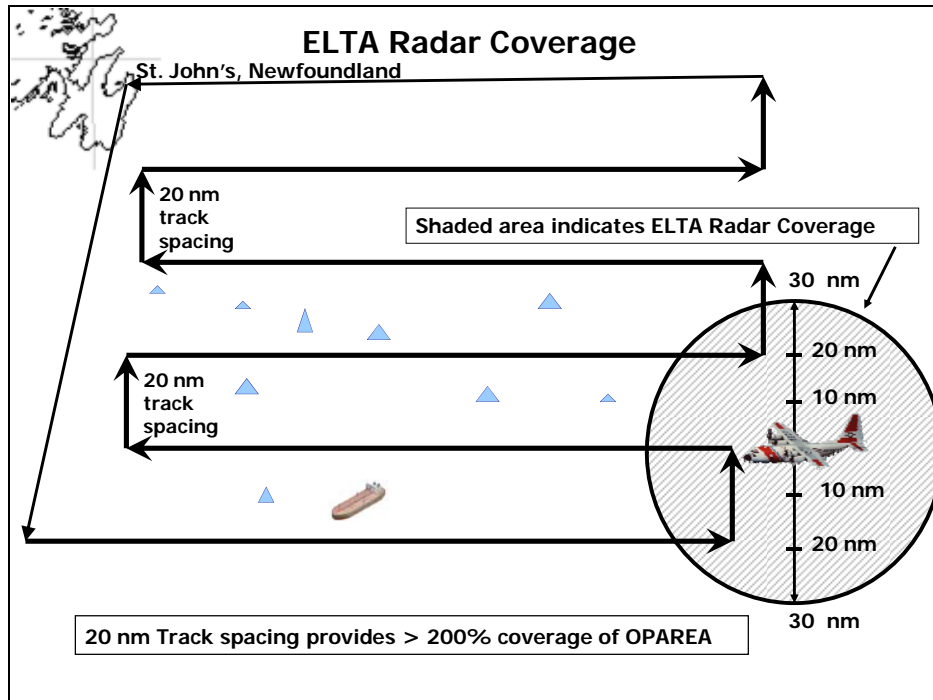 ELTA Radar Coverage
St. John's, Newfoundland
20 nm
track
spacing
Shaded area indicates ELTA Radar Coverage
30 nm
20 nm
10 nm
20 nm
track
spacing
10 nm
20 nm
30 nm
20 nm Track spacing provides > 200% coverage of OPAREA